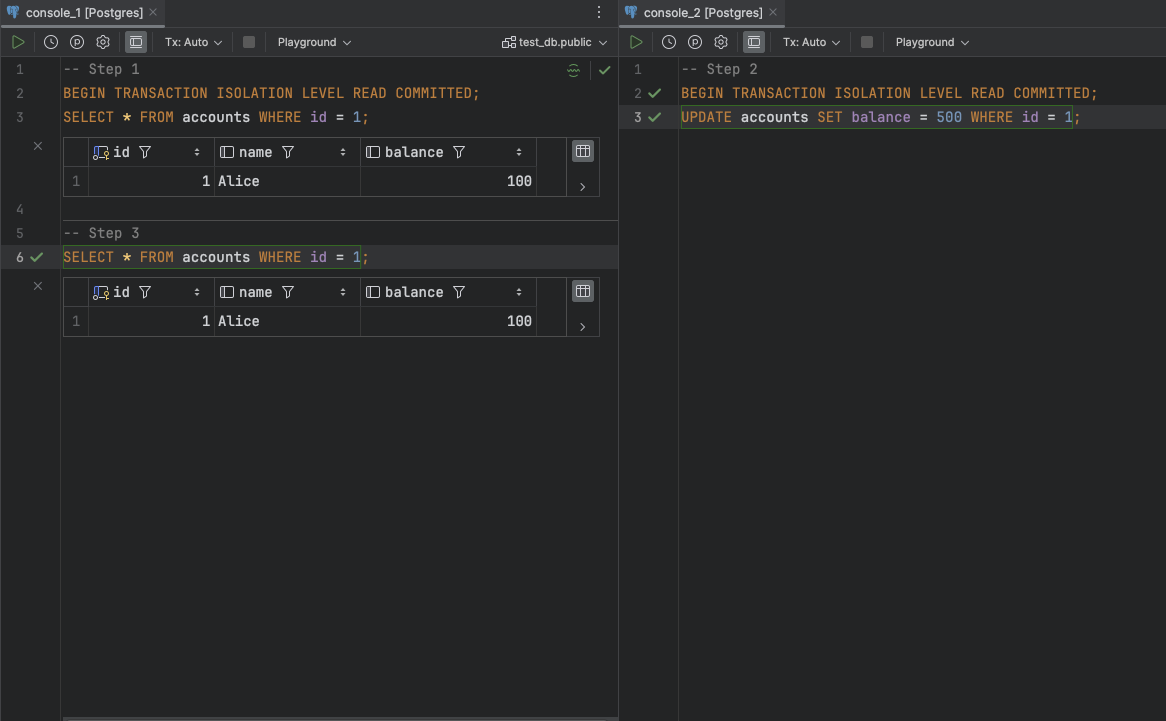 console_1 [Postgres]
Tx: Auto Playground test_db.public
1 -- Step 1
2 BEGIN TRANSACTION ISOLATION LEVEL READ COMMITTED;
3 SELECT * FROM accounts WHERE id = 1;
id name balance
1 1 Alice 100
4
5 -- Step 3
6 SELECT * FROM accounts WHERE id = 1;
id name balance
1 1 Alice 100
console_2 [Postgres]
Tx: Auto Playground
1 -- Step 2
2 BEGIN TRANSACTION ISOLATION LEVEL READ COMMITTED;
3 UPDATE accounts SET balance = 500 WHERE id = 1;